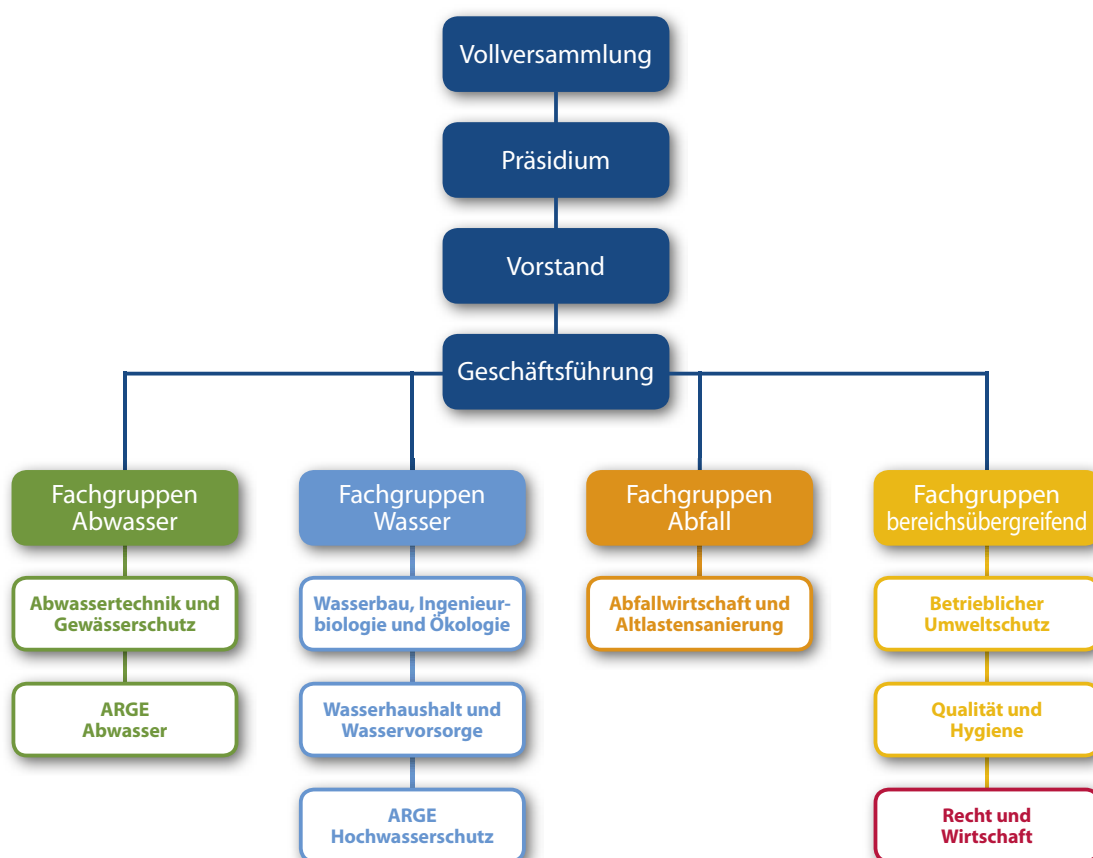 Vollversammlung
Präsidium
Vorstand
Geschäftsführung
Fachgruppen
Abwasser
Abwassertechnik und
Gewässerschutz
ARGE
Abwasser
Fachgruppen
Wasser
Wasserbau, Ingenieur-
biologie und Ökologie
Wasserhaushalt und
Wasservorsorge
ARGE
Hochwasserschutz
Fachgruppen
Abfall
Abfallwirtschaft und
Altlastensanierung
Fachgruppen
bereichsübergreifend
Betrieblicher
Umweltschutz
Qualität und
Hygiene
Recht und
Wirtschaft